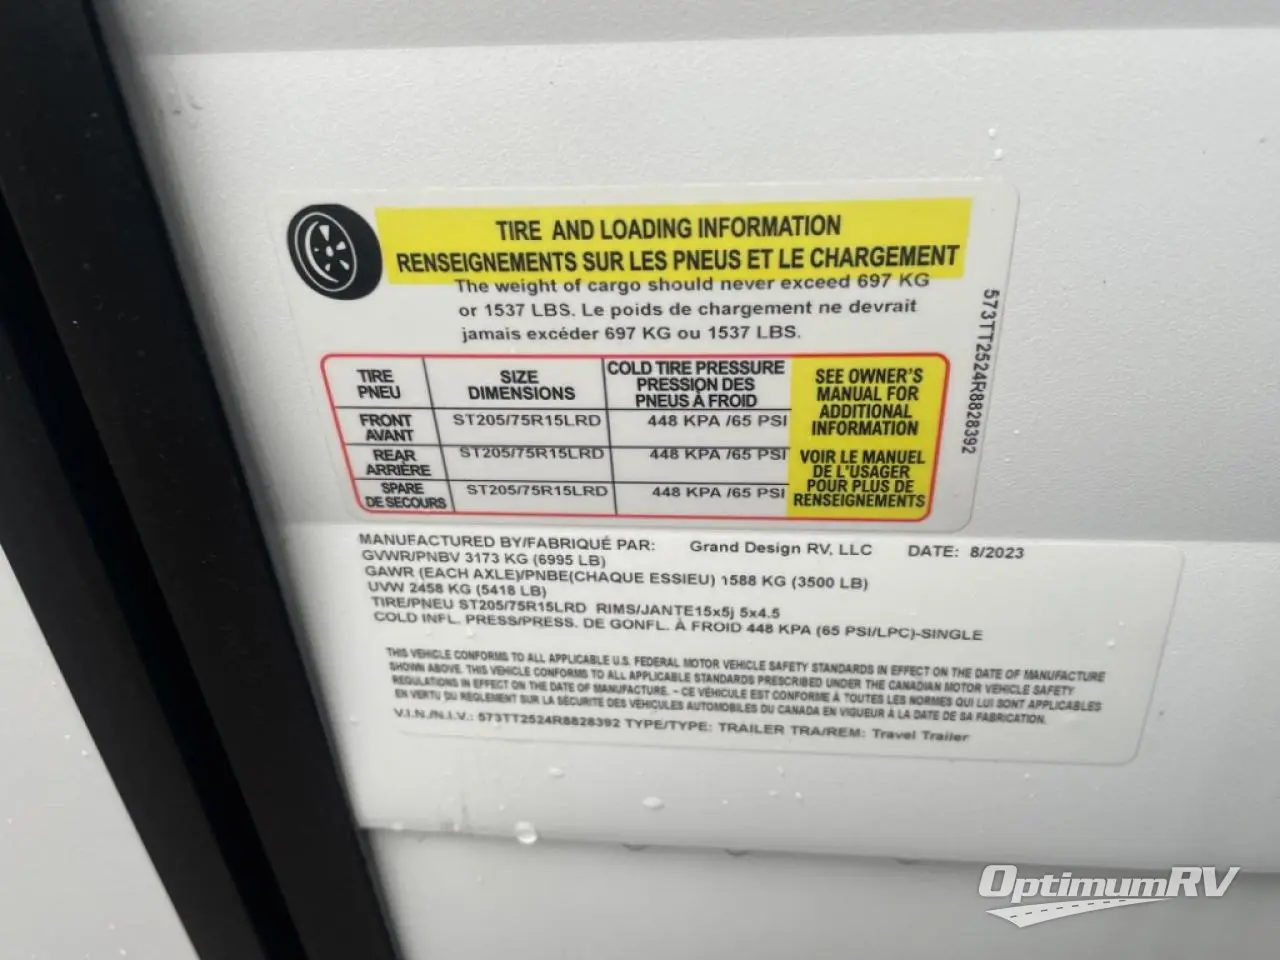 TIRE AND LOADING INFORMATION
RENSEIGNEMENTS SUR LES PNEUS ET LE CHARGEMENT
The weight of cargo should never exceed 697 KG
or 1537 LBS. Le poids de chargement ne devrait
jamais excéder 697 KG ou 1537 LBS.
TIRE
PNEU
SIZE
DIMENSIONS
COLD TIRE PRESSURE
PRESSION DES
PNEUS À FROID
FRONT
AVANT
ST205/75R15LRD
448 KPA /65 PSI
REAR
ARRIÈRE
ST205/75R15LRD
448 KPA /65 PSI
SPARE
DE SECOURS
ST205/75R15LRD
448 KPA /65 PSI
SEE OWNER'S
MANUAL FOR
ADDITIONAL
INFORMATION
VOIR LE MANUEL
DE L'USAGER
POUR PLUS DE
RENSEIGNEMENTS
573TT2524R8828392
MANUFACTURED BY/FABRIQUÉ PAR: Grand Design RV, LLC DATE: 8/2023
GVWR/PNBV 3173 KG (6995 LB)
GAWR (EACH AXLE)/PNBE(CHAQUE ESSIEU) 1588 KG (3500 LB)
UVW 2458 KG (5418 LB)
TIRE/PNEU ST205/75R15LRD RIMS/JANTE15x5j 5x4.5
COLD INFL. PRESS/PRESS. DE GONFL. À FROID 448 KPA (65 PSI/LPC)-SINGLE
THIS VEHICLE CONFORMS TO ALL APPLICABLE U.S. FEDERAL MOTOR VEHICLE SAFETY STANDARDS IN EFFECT ON THE DATE OF MANUFACTURE
SHOWN ABOVE. THIS VEHICLE CONFORMS TO ALL APPLICABLE STANDARDS PRESCRIBED UNDER THE CANADIAN MOTOR VEHICLE SAFETY
REGULATIONS IN EFFECT ON THE DATE OF MANUFACTURE. - CE VÉHICULE EST CONFORME À TOUTES LES NORMES QUI LUI SONT APPLICABLES
EN VERTU DU RÈGLEMENT SUR LA SÉCURITÉ DES VÉHICULES AUTOMOBILES DU CANADA EN VIGUEUR À LA DATE DE SA FABRICATION.
V.I.N./N.I.V.: 573TT2524R8828392 TYPE/TYPE: TRAILER TRA/REM: Travel Trailer
OptimumRV